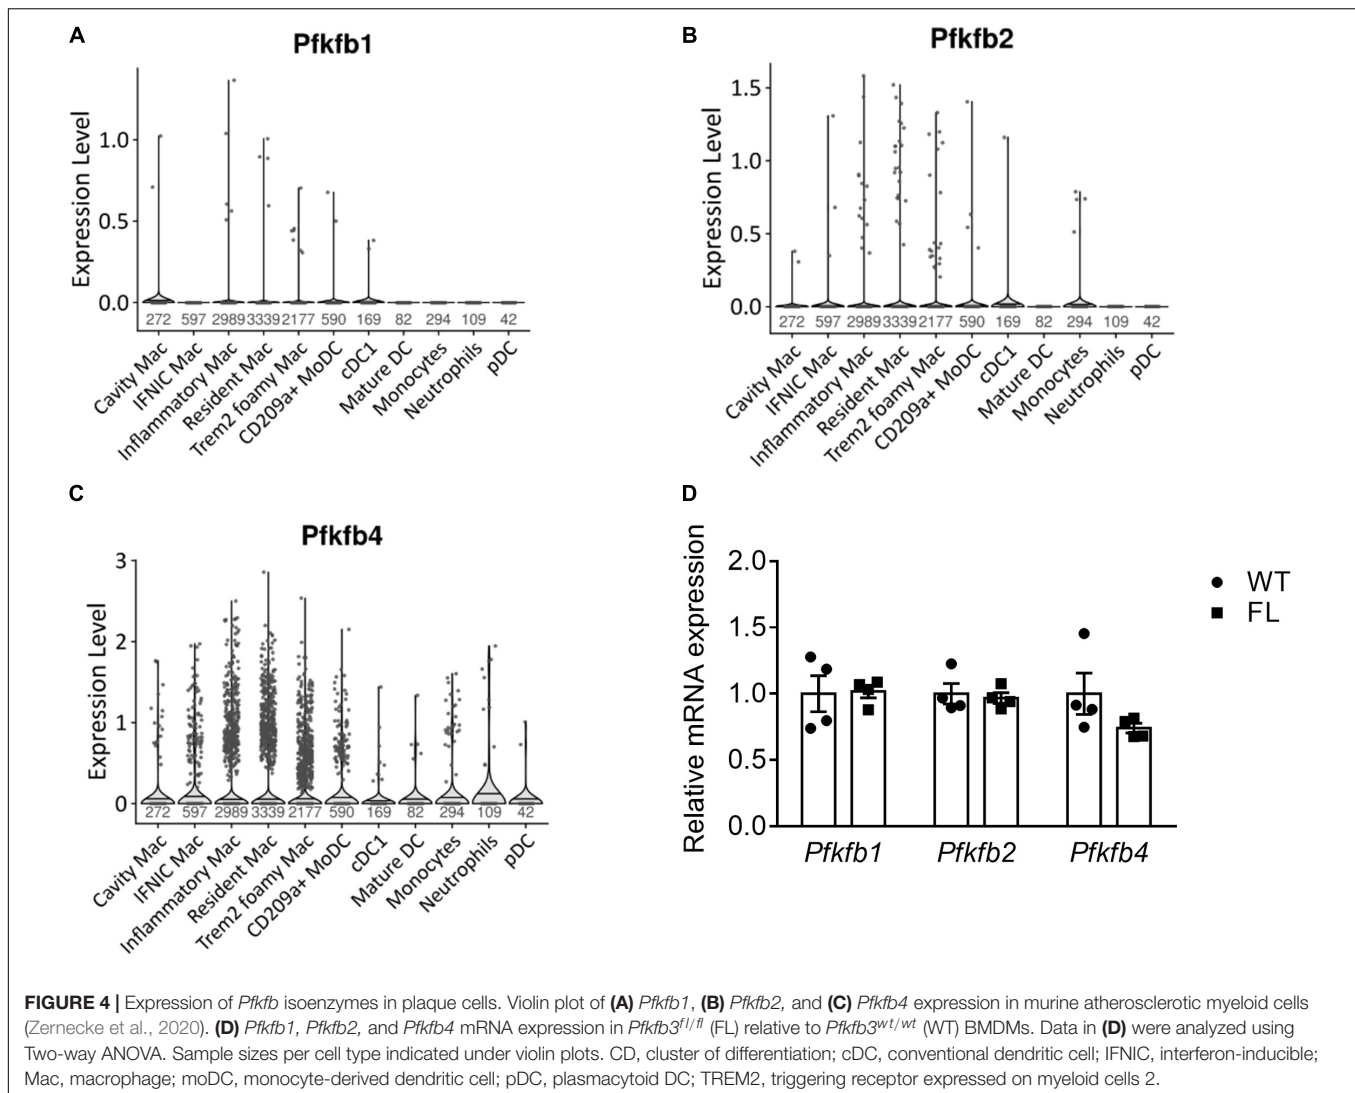 A
Pfkfb1
Expression Level
1.0
0.5
0.0
272 597 2989 3339 2177 590 169 82 294 109 42
Cavity Mac
IFNIC Mac
Inflammatory Mac
Resident Mac
Trem2 foamy Mac
CD209a+ MoDC
cDC1
Mature DC
Monocytes
Neutrophils
pDC
B
Pfkfb2
Expression Level
1.5
1.0
0.5
0.0
272 597 2989 3339 2177 590 169 82 294 109 42
Cavity Mac
IFNIC Mac
Inflammatory Mac
Resident Mac
Trem2 foamy Mac
CD209a+ MoDC
cDC1
Mature DC
Monocytes
Neutrophils
pDC
C
Pfkfb4
Expression Level
3
2
1
0
272 597 2989 3339 2177 590 169 82 294 109 42
Cavity Mac
IFNIC Mac
Inflammatory Mac
Resident Mac
Trem2 foamy Mac
CD209a+ MoDC
cDC1
Mature DC
Monocytes
Neutrophils
pDC
D
Relative mRNA expression
2.0
1.5
1.0
0.5
0.0
Pfkfb1 Pfkfb2 Pfkfb4
WT
FL
FIGURE 4 | Expression of Pfkfb isoenzymes in plaque cells. Violin plot of (A) Pfkfb1, (B) Pfkfb2, and (C) Pfkfb4 expression in murine atherosclerotic myeloid cells
(Zernecke et al., 2020). (D) Pfkfb1, Pfkfb2, and Pfkfb4 mRNA expression in Pfkfb3fl/fl (FL) relative to Pfkfb3wt/wt (WT) BMDMs. Data in (D) were analyzed using
Two-way ANOVA. Sample sizes per cell type indicated under violin plots. CD, cluster of differentiation; cDC, conventional dendritic cell; IFNIC, interferon-inducible;
Mac, macrophage; moDC, monocyte-derived dendritic cell; pDC, plasmacytoid DC; TREM2, triggering receptor expressed on myeloid cells 2.